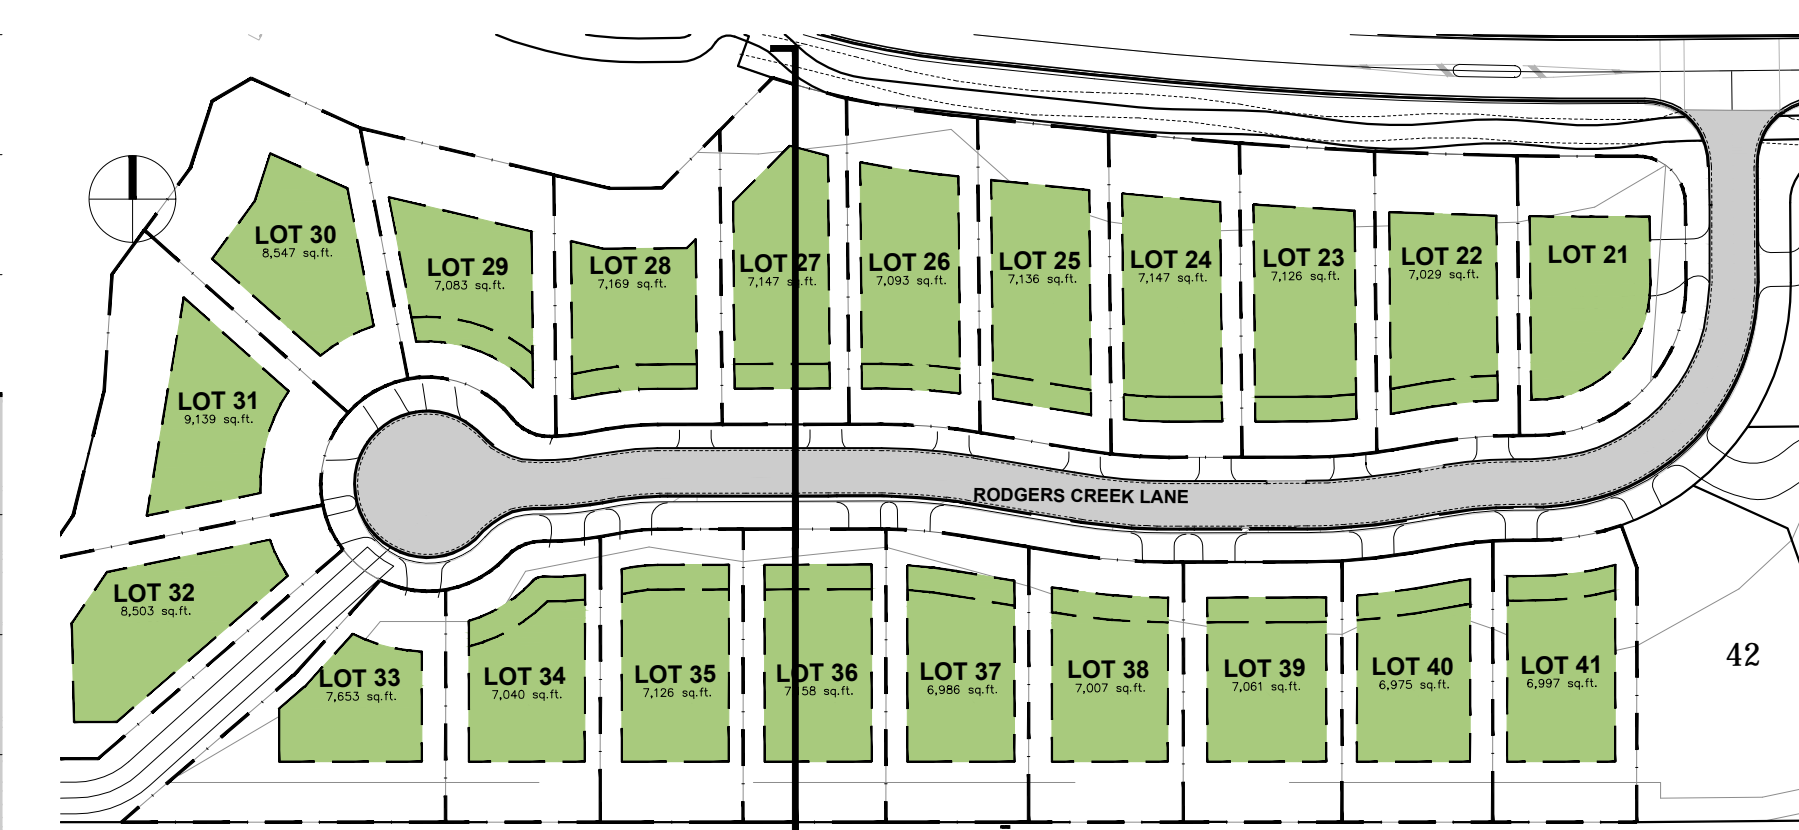 LOT 30
8,547 sq.ft.
LOT 29
7,083 sq.ft.
LOT 28
7,169 sq.ft.
LOT 27
7,147 sq.ft.
LOT 26
7,093 sq.ft.
LOT 25
7,136 sq.ft.
LOT 24
7,147 sq.ft.
LOT 23
7,126 sq.ft.
LOT 22
7,029 sq.ft.
LOT 21
LOT 31
9,139 sq.ft.
RODGERS CREEK LANE
LOT 32
8,503 sq.ft.
LOT 33
7,653 sq.ft.
LOT 34
7,040 sq.ft.
LOT 35
7,126 sq.ft.
LOT 36
sq.ft.
LOT 37
6,986 sq.ft.
LOT 38
7,007 sq.ft.
LOT 39
7,061 sq.ft.
LOT 40
6,975 sq.ft.
LOT 41
6,997 sq.ft.
42